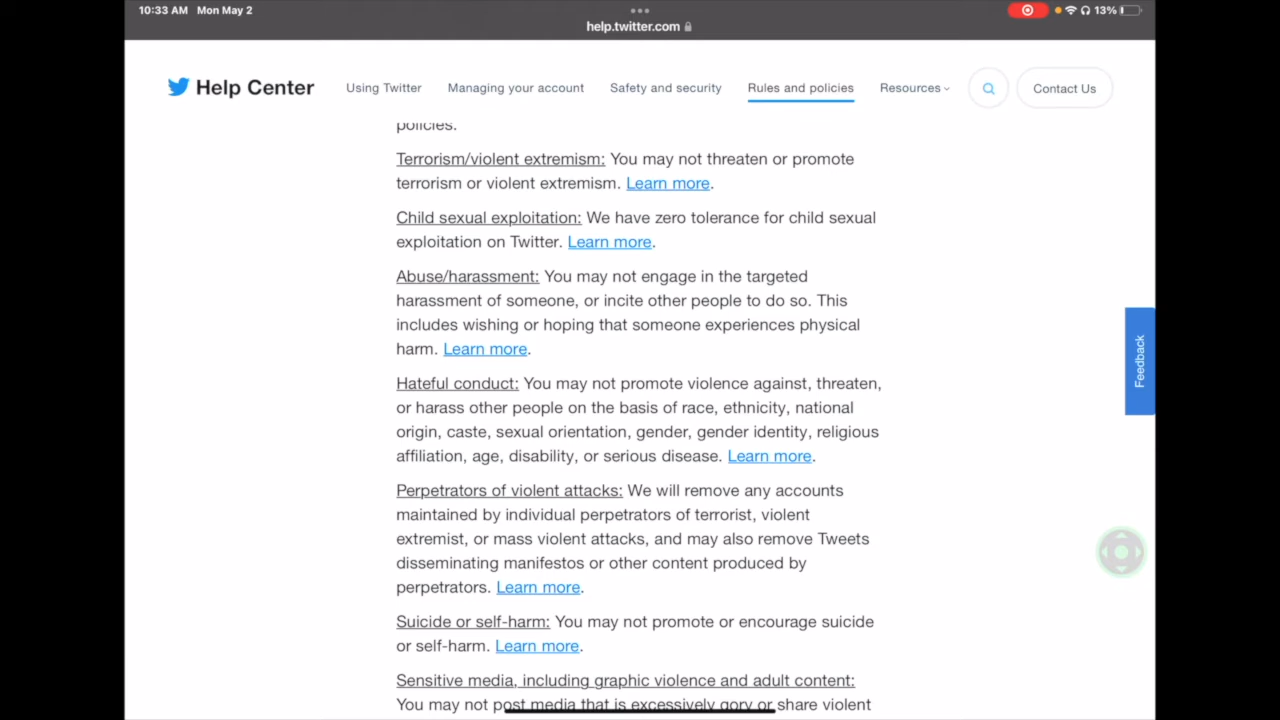 10:33 AM Mon May 2
13%
help.twitter.com
Help Center Using Twitter Managing your account Safety and security Rules and policies Resources Contact Us
policies.
Terrorism/violent extremism: You may not threaten or promote
terrorism or violent extremism. Learn more.
Child sexual exploitation: We have zero tolerance for child sexual
exploitation on Twitter. Learn more.
Abuse/harassment: You may not engage in the targeted
harassment of someone, or incite other people to do so. This
includes wishing or hoping that someone experiences physical
harm. Learn more.
Hateful conduct: You may not promote violence against, threaten,
or harass other people on the basis of race, ethnicity, national
origin, caste, sexual orientation, gender, gender identity, religious
affiliation, age, disability, or serious disease. Learn more.
Perpetrators of violent attacks: We will remove any accounts
maintained by individual perpetrators of terrorist, violent
extremist, or mass violent attacks, and may also remove Tweets
disseminating manifestos or other content produced by
perpetrators. Learn more.
Suicide or self-harm: You may not promote or encourage suicide
or self-harm. Learn more.
Sensitive media, including graphic violence and adult content:
You may not post media that is excessively gory or share violent
Feedback